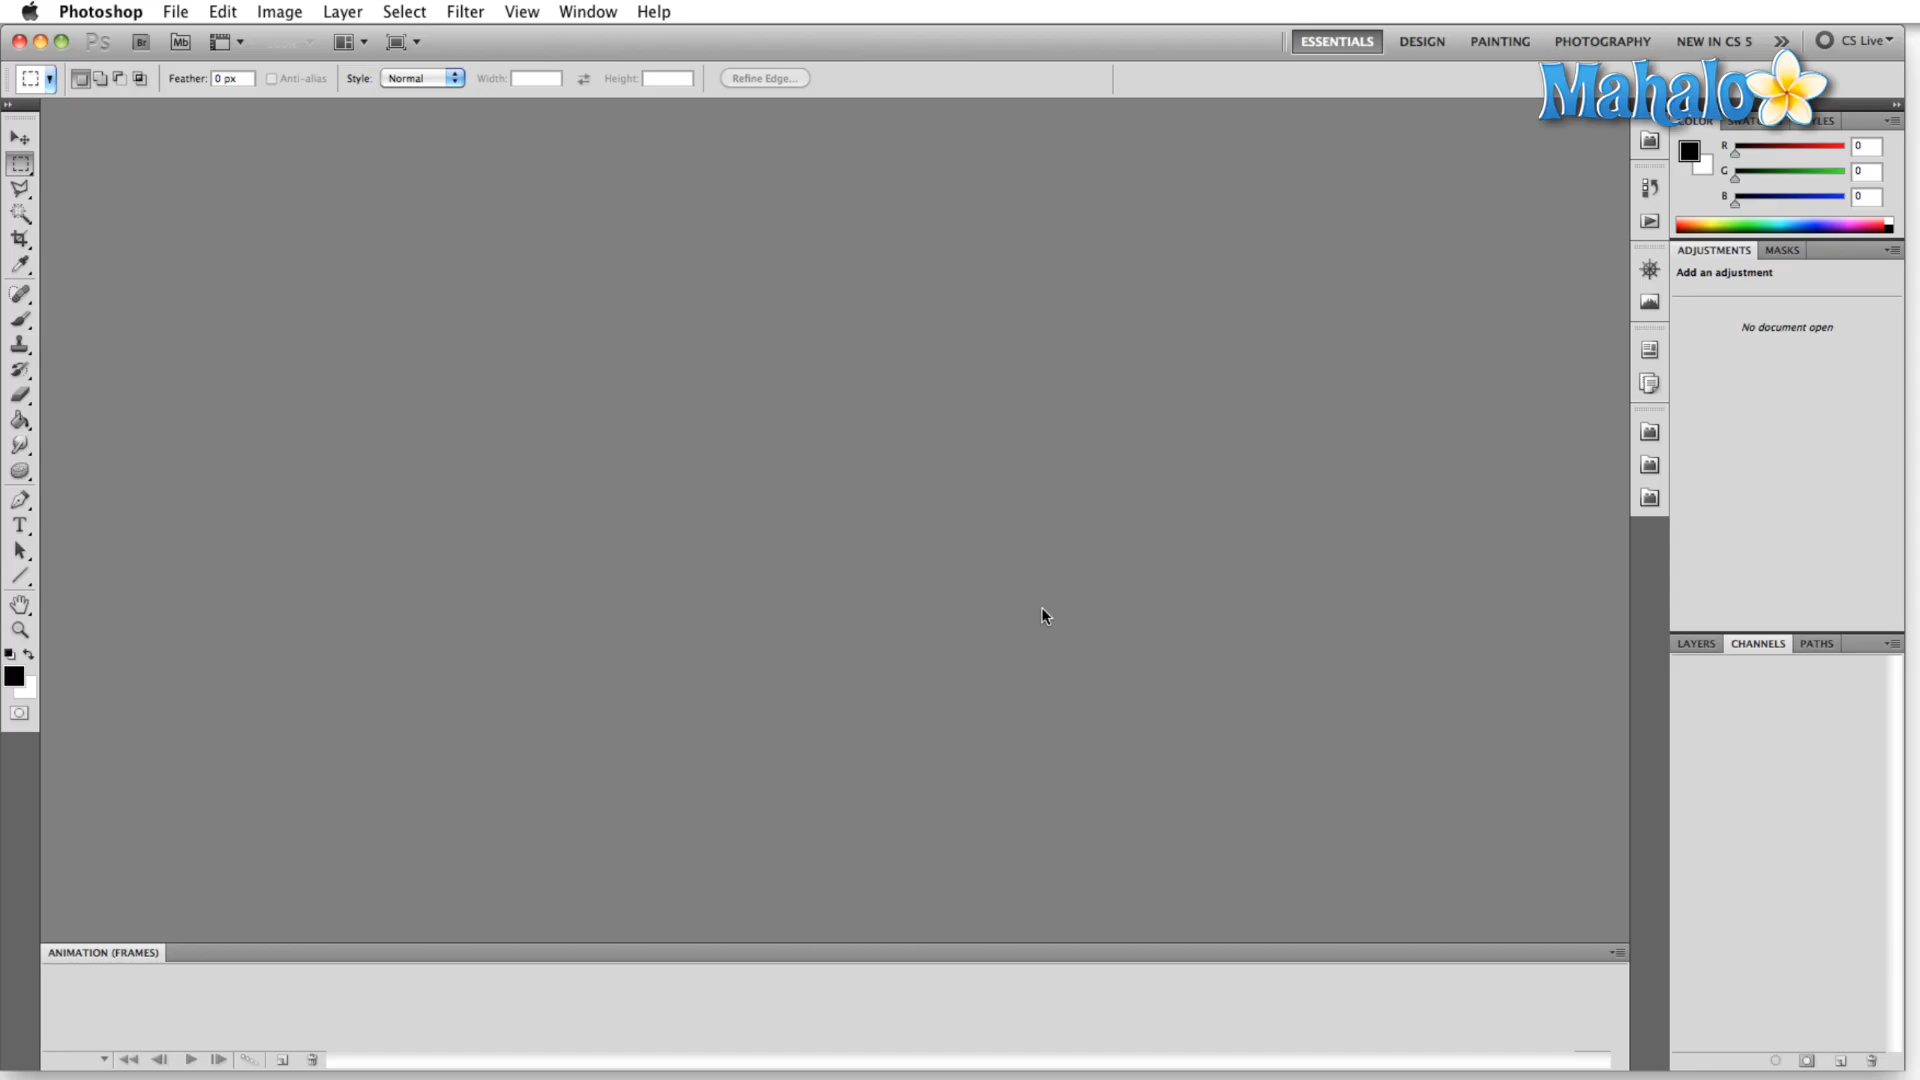 Photoshop File Edit Image Layer Select Filter View Window Help
Ps Br Mb ESSENTIALS DESIGN PAINTING PHOTOGRAPHY NEW IN CS 5 CS Live
Feather: 0 px Anti-alias Style: Normal Width: Height: Refine Edge...
Mahalo
COLOR
R 0
G 0
B 0
ADJUSTMENTS MASKS
Add an adjustment
No document open
T
LAYERS CHANNELS PATHS
ANIMATION (FRAMES)